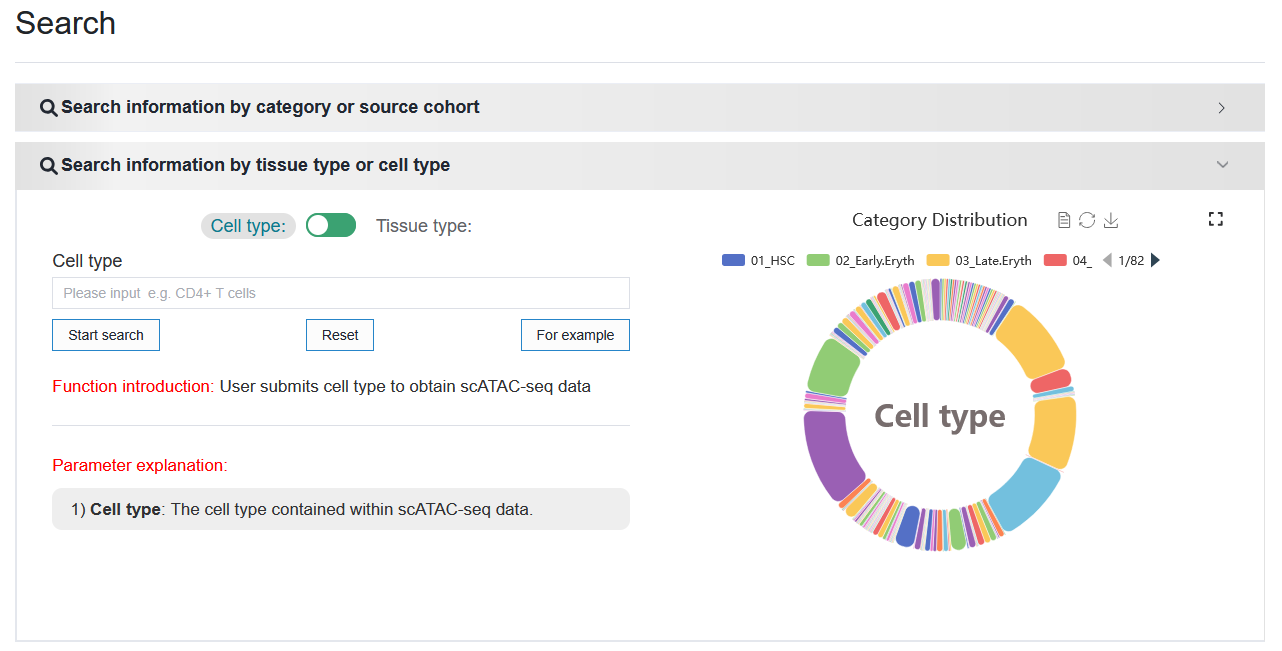 Search
Search information by category or source cohort
Search information by tissue type or cell type
Cell type:
Tissue type:
Cell type
Please input e.g. CD4+ T cells
Start search
Reset
For example
Function introduction: User submits cell type to obtain scATAC-seq data
Parameter explanation:
1) Cell type: The cell type contained within scATAC-seq data.
Category Distribution
01_HSC 02_Early.Eryth 03_Late.Eryth 04_ 1/82
Cell type